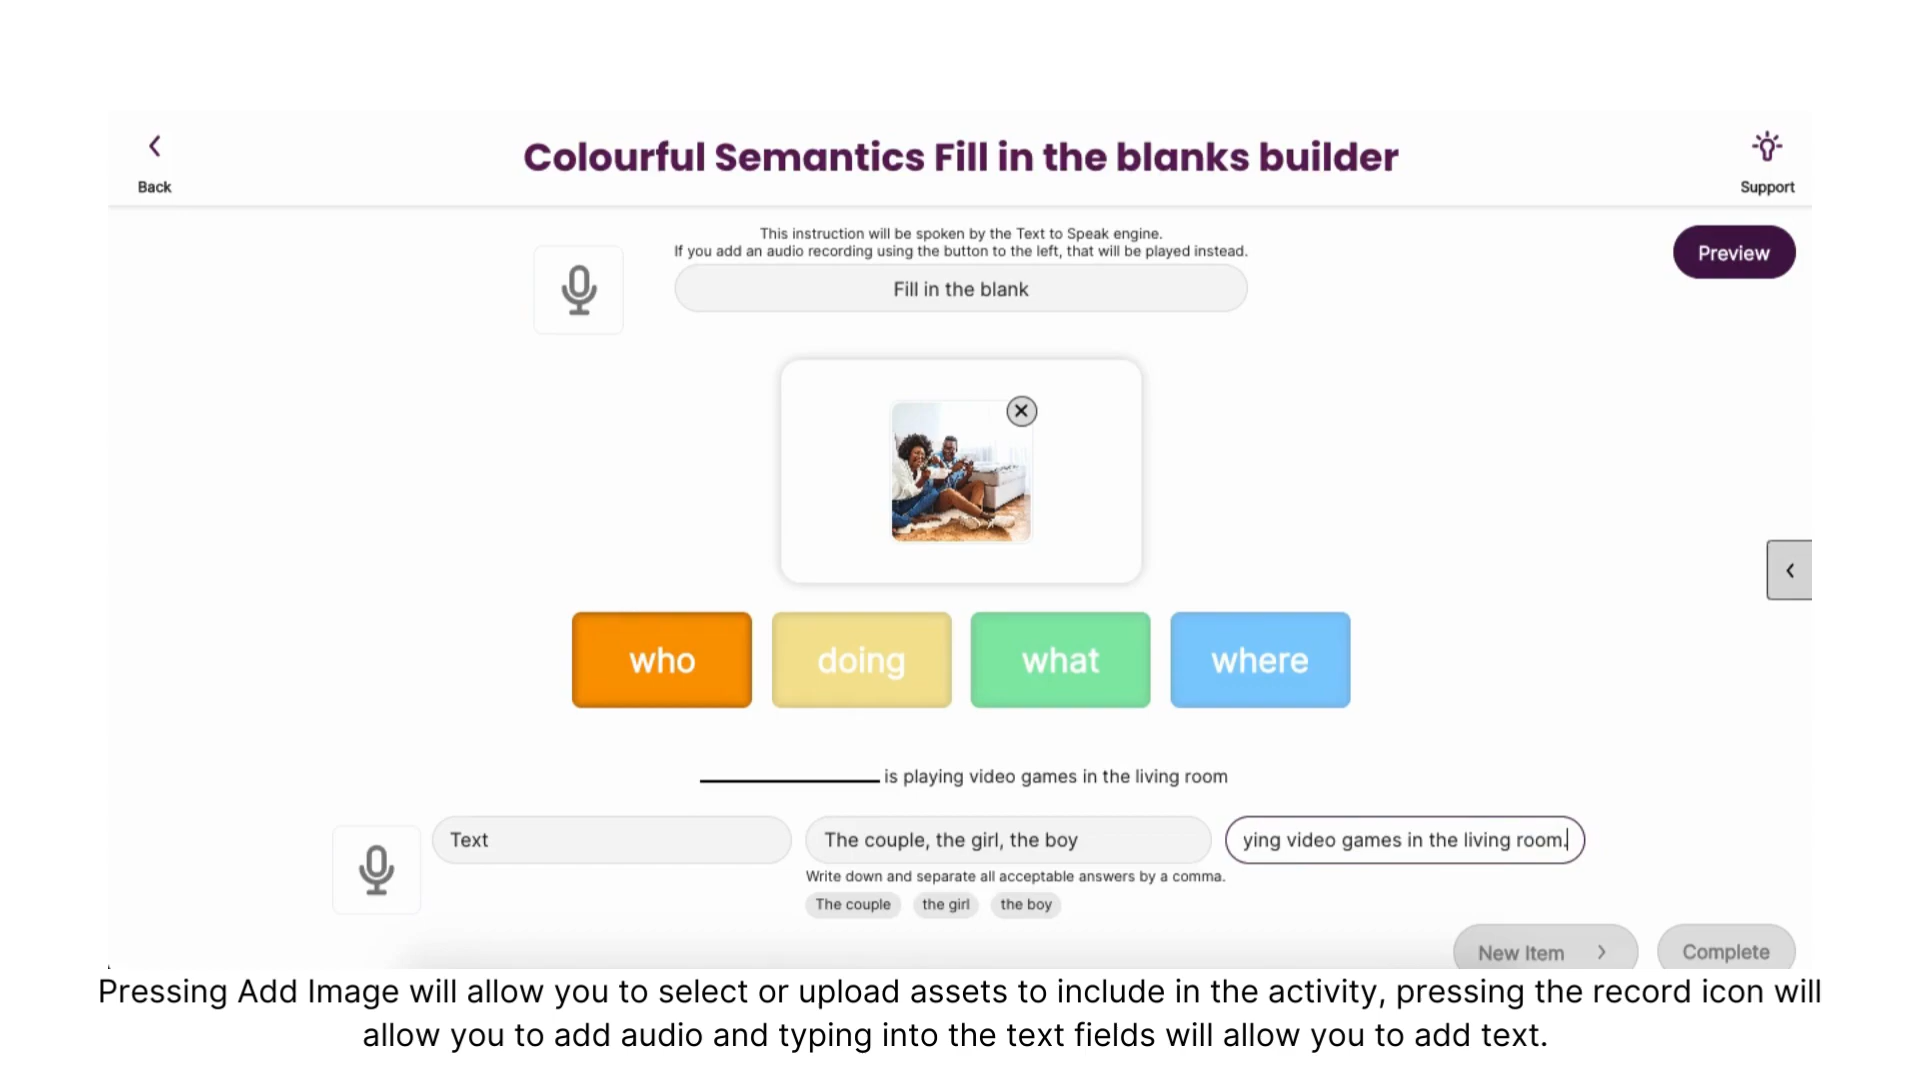 Back
Colourful Semantics Fill in the blanks builder
Support
This instruction will be spoken by the Text to Speak engine.
If you add an audio recording using the button to the left, that will be played instead.
Preview
Fill in the blank
who
doing
what
where
is playing video games in the living room
Text
The couple, the girl, the boy
ying video games in the living room.
Write down and separate all acceptable answers by a comma.
The couple
the girl
the boy
New Item
Complete
Pressing Add Image will allow you to select or upload assets to include in the activity, pressing the record icon will
allow you to add audio and typing into the text fields will allow you to add text.